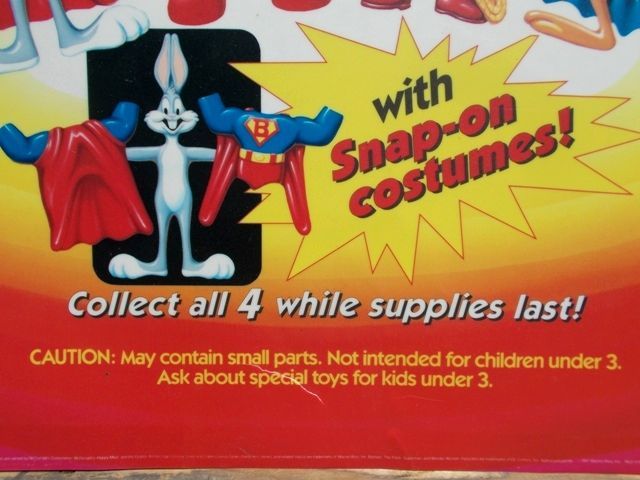 with
Snap-on
costumes!
B
Collect all 4 while supplies last!
CAUTION: May contain small parts. Not intended for children under 3.
Ask about special toys for kids under 3.